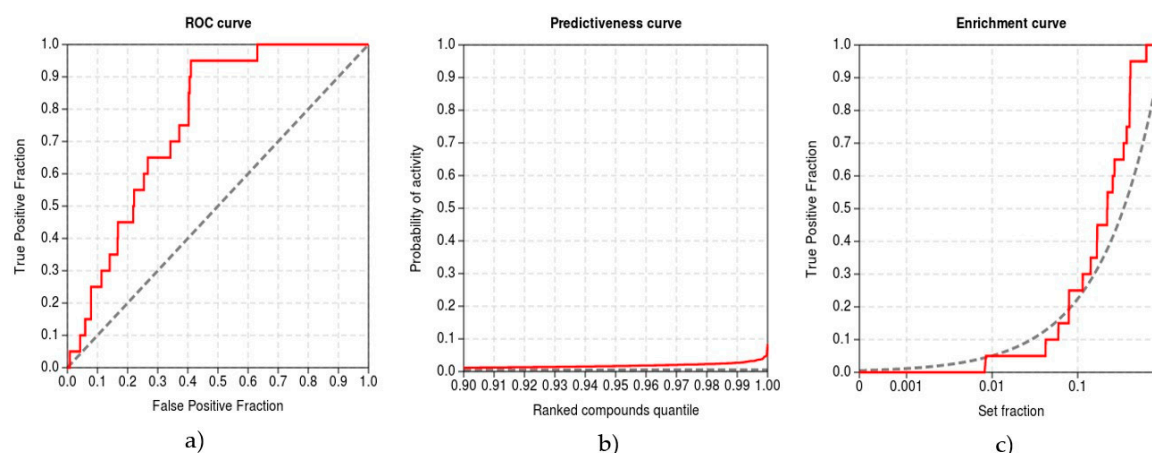 ROC curve
1.0
0.9
0.8
0.7
0.6
0.5
0.4
0.3
0.2
0.1
0.0
True Positive Fraction
0.0 0.1 0.2 0.3 0.4 0.5 0.6 0.7 0.8 0.9 1.0
False Positive Fraction
a)
Predictiveness curve
1.0
0.9
0.8
0.7
0.6
0.5
0.4
0.3
0.2
0.1
0.0
Probability of activity
0.90 0.91 0.92 0.93 0.94 0.95 0.96 0.97 0.98 0.99 1.00
Ranked compounds quantile
b)
Enrichment curve
1.0
0.9
0.8
0.7
0.6
0.5
0.4
0.3
0.2
0.1
0.0
True Positive Fraction
0 0.001 0.01 0.1
Set fraction
c)